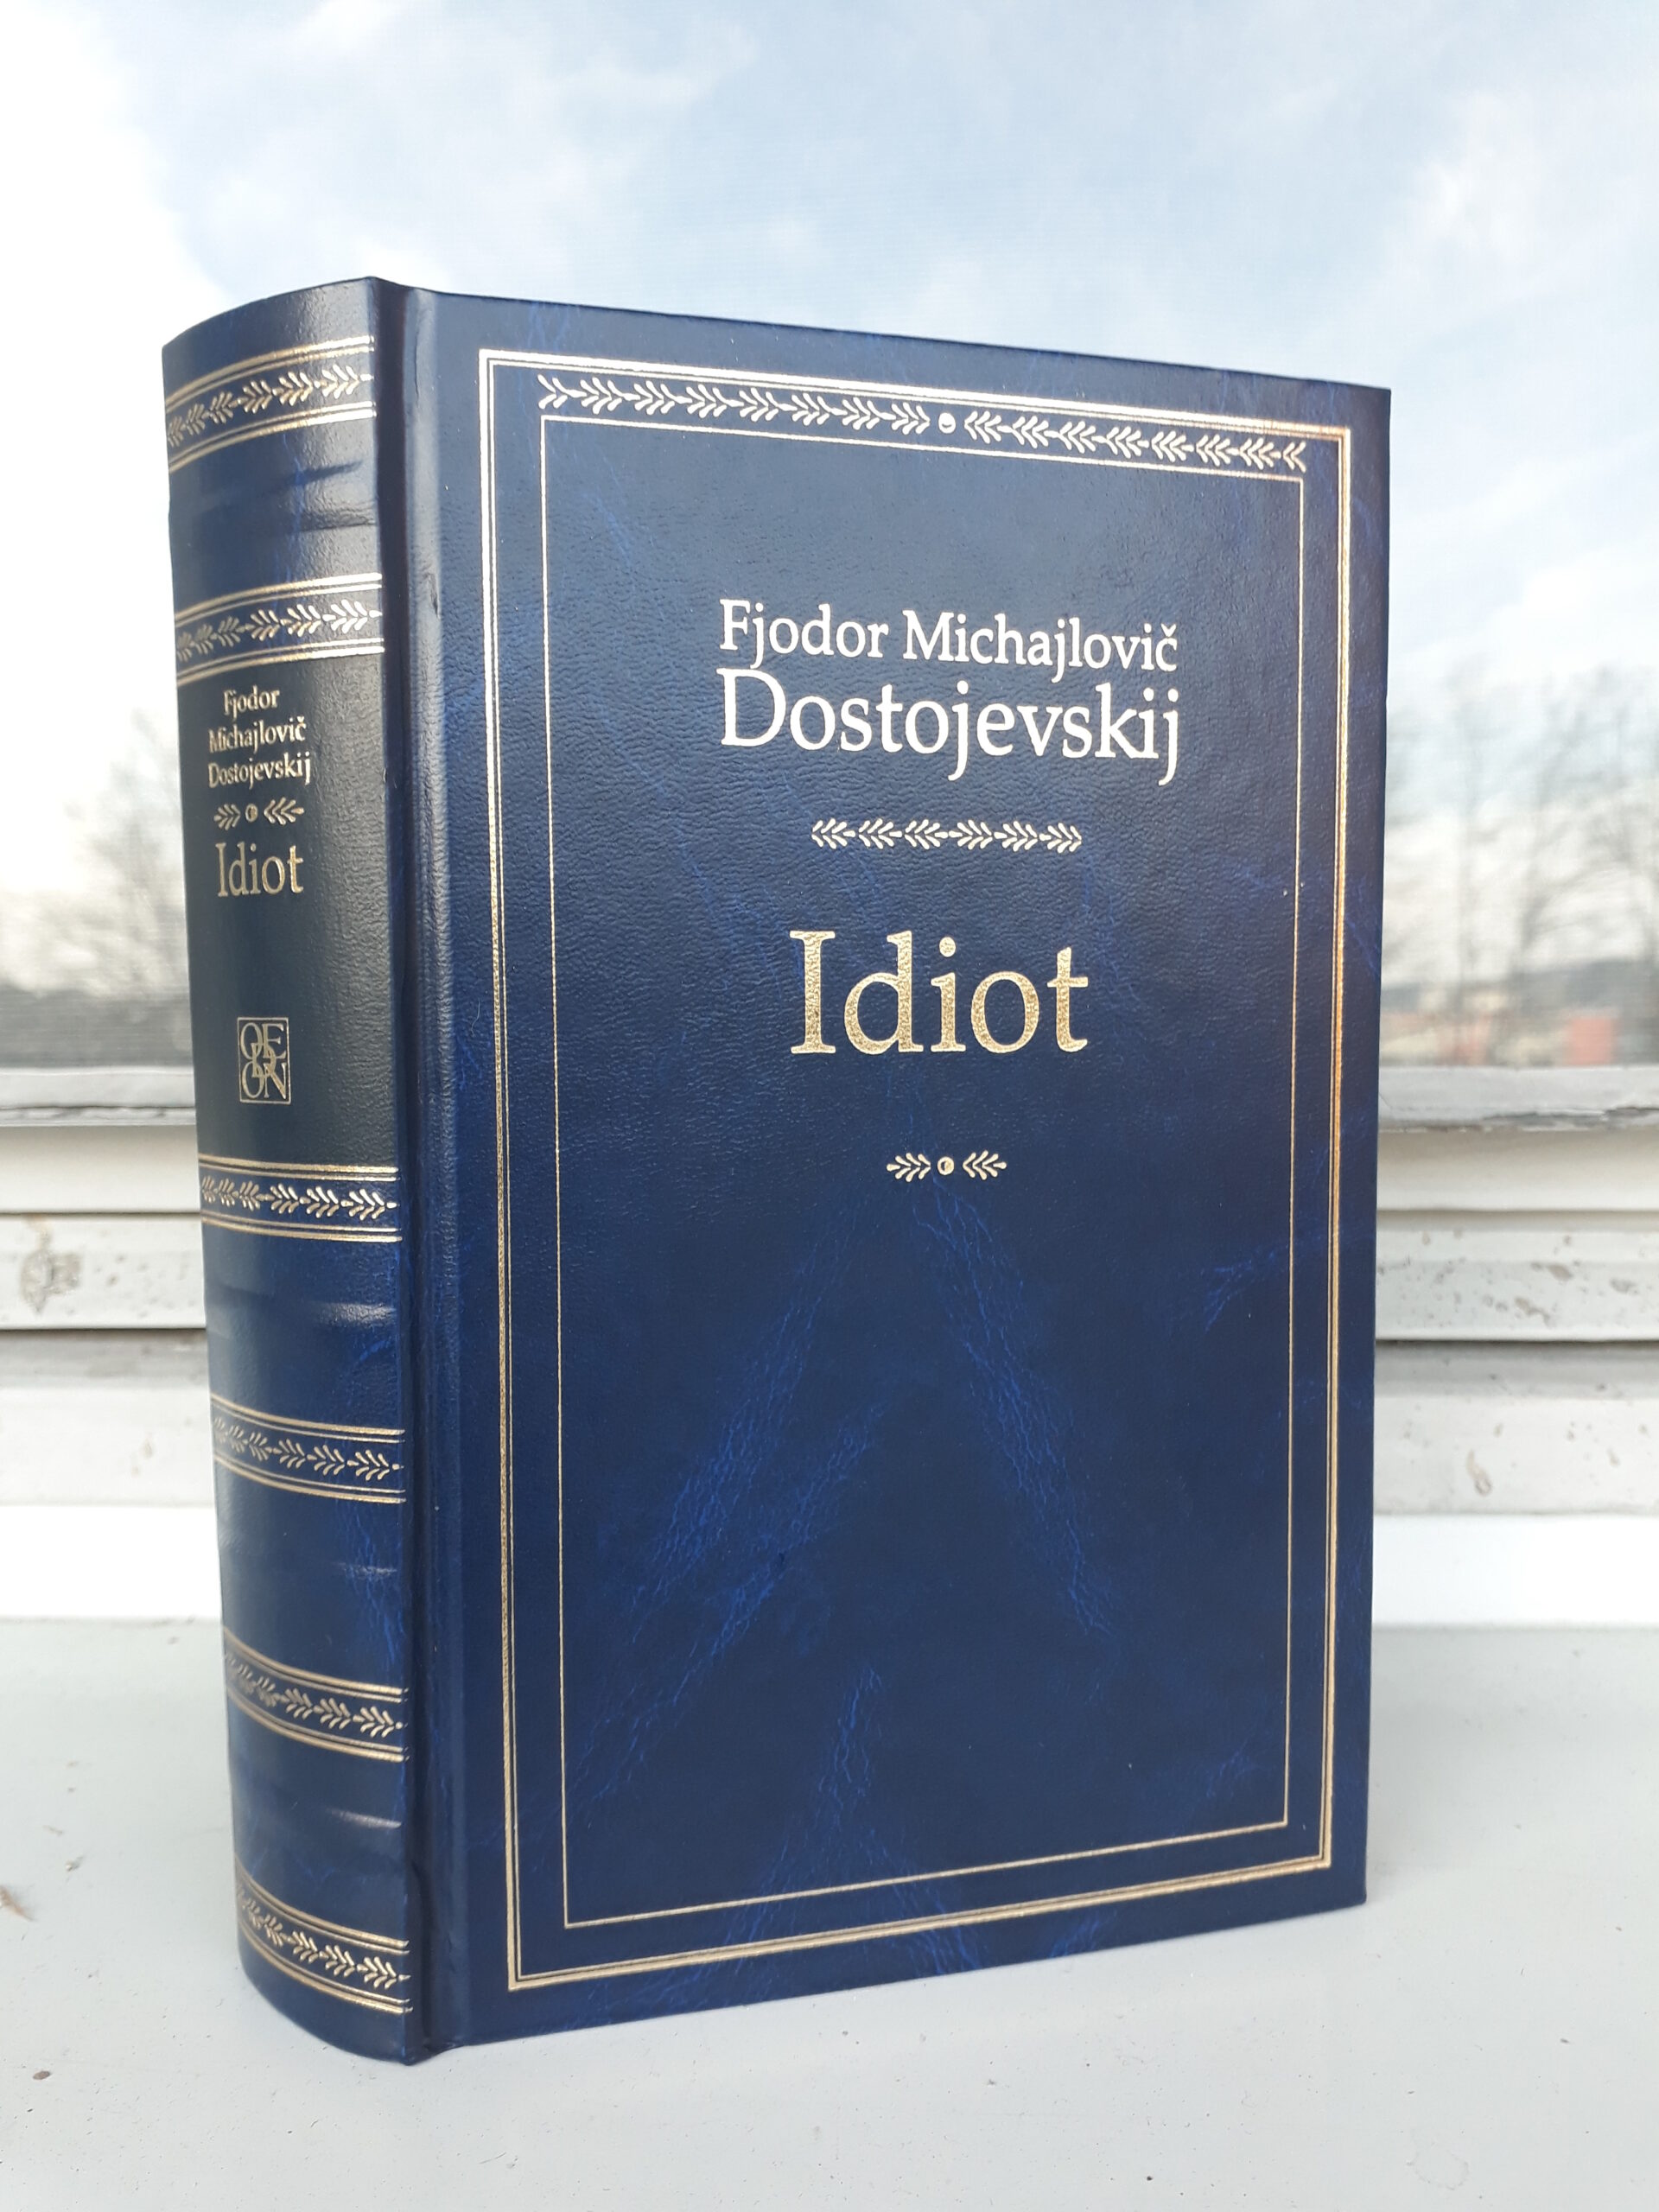 Fjodor Michajlovič
Dostojevskij
Idiot
Fjodor
Michajlovič
Dostojevskij
Idiot
ODEON